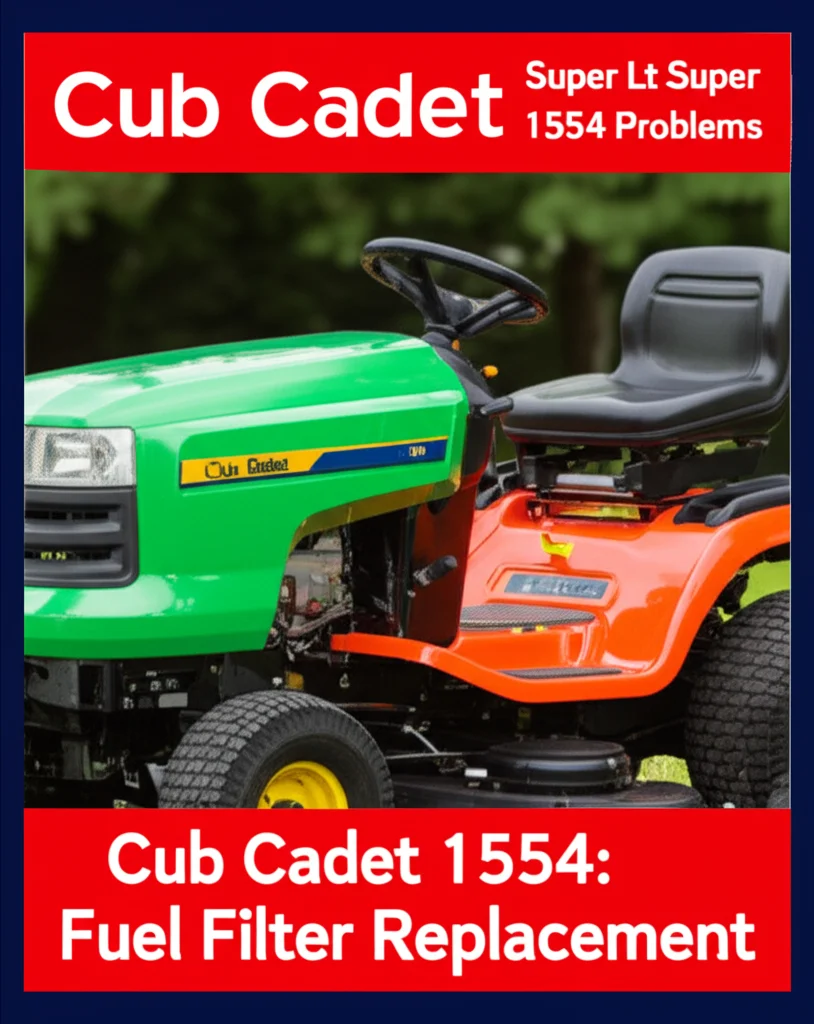 Cub Cadet
Super Lt Super
1554 Problems
Cub Cadet 1554:
Fuel Filter Replacement